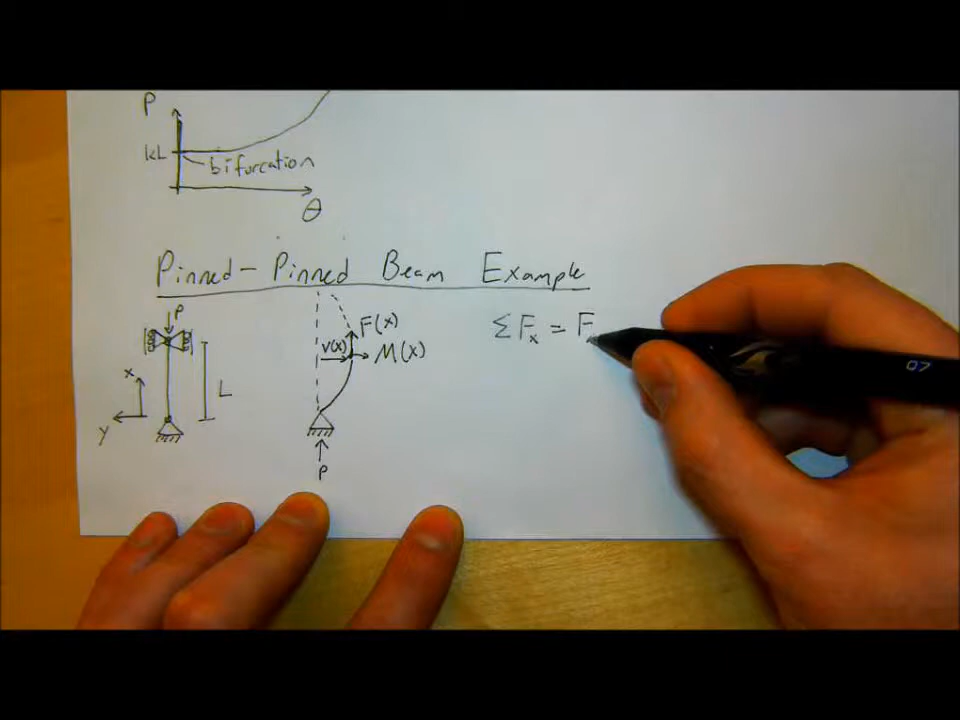 P
kL
bifurcation
θ
Pinned-Pinned Beam Example
P
x
y
L
v(x)
F(x)
M(x)
P
ΣFx = F
07